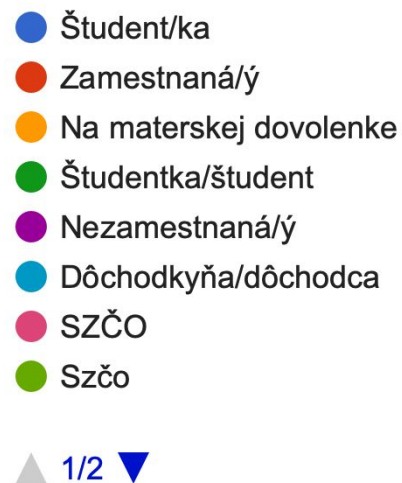 Študent/ka
Zamestnaná/ý
Na materskej dovolenke
Študentka/študent
Nezamestnaná/ý
Dôchodkyňa/dôchodca
SZČO
Szčo
1/2